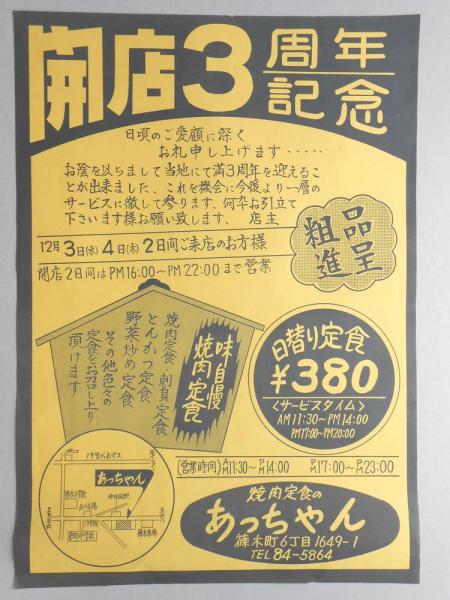 開店3周年記念
日頃のご愛顧に深く
お礼申し上げます・・・・・
お蔭を以ちまして当地にて満3周年を迎えるこ
とが出来ました、これを機会に今後より一層の
サービスに徹して参ります、何卒お引立て
下さいます様お願い致します、店主
12月3日(水)4日(木)2日間ご来店のお方様
開店2日間はPM16:00〜PM22:00まで営業
粗品進呈
味自慢
焼肉定食
焼肉定食・刺身定食
とんかつ定食
野菜炒め定食
その他色々の
定食をお召し上り
頂けます
日替り定食
¥380
〈サービスタイム〉
AM11:30〜PM14:00
PM17:00〜PM20:00
(営業時間)AM11:30〜PM14:00 PM17:00〜PM23:00
あっちゃん
19号バイパス
焼肉定食の
あっちゃん
篠木町6丁目1649-1
TEL 84-5864